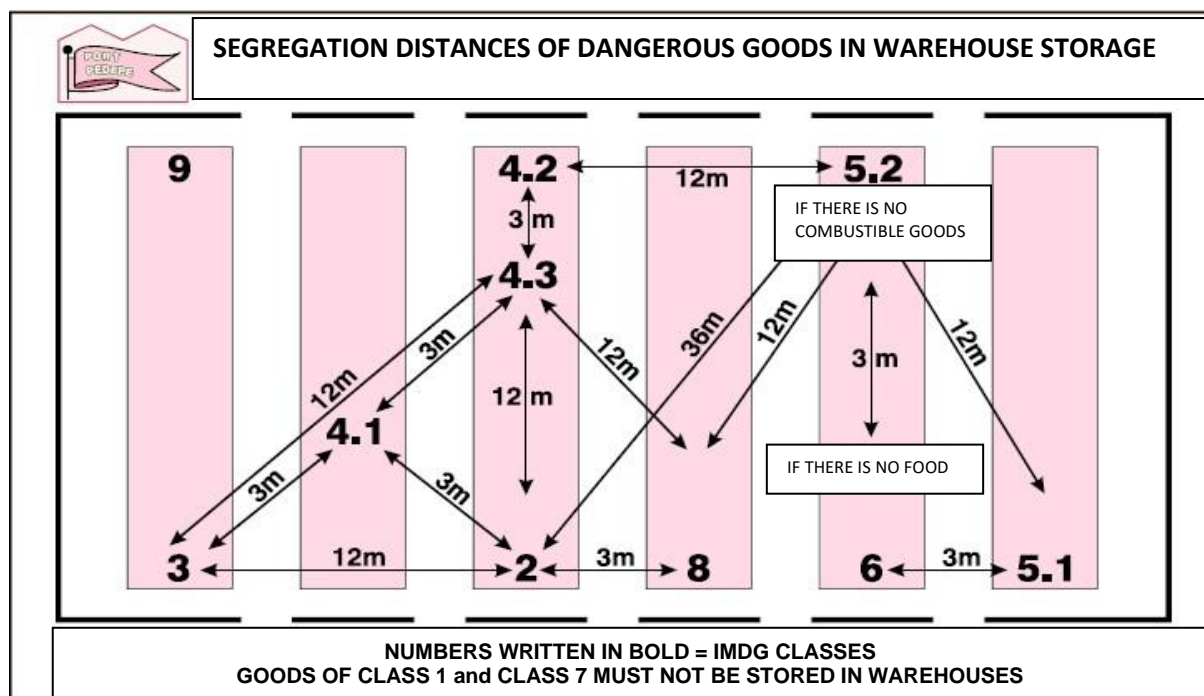 SEGREGATION DISTANCES OF DANGEROUS GOODS IN WAREHOUSE STORAGE
PORT
DEDEPE
9
4.2
12m
5.2
3 m
IF THERE IS NO
COMBUSTIBLE GOODS
4.3
12m
3m
12m
36m
12m
12m
12 m
3 m
4.1
3m
3m
IF THERE IS NO FOOD
3
12m
2
3m
8
6
3m
5.1
NUMBERS WRITTEN IN BOLD = IMDG CLASSES
GOODS OF CLASS 1 and CLASS 7 MUST NOT BE STORED IN WAREHOUSES